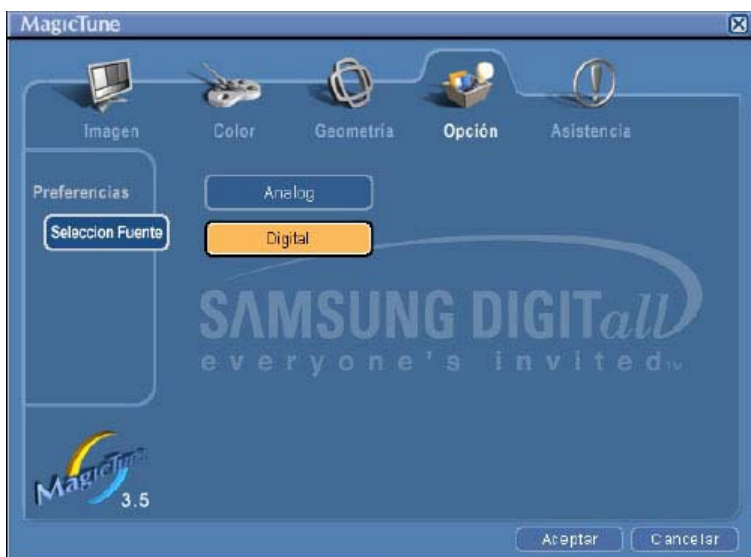 MagicTune
Imagen Color Geometria Opción Asistencia
Preferencias
Seleccion Fuente
Analog
Digital
SAMSUNG DIGITall
everyone's invited™
MagicTune
3.5
Aceptar Cancelar